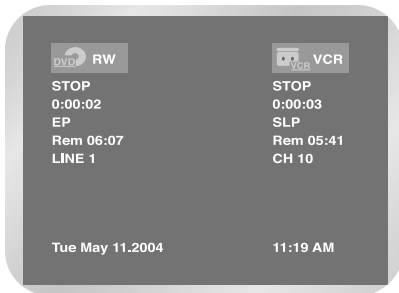 DVD RW
STOP
0:00:02
EP
Rem 06:07
LINE 1
VCR VCR
STOP
0:00:03
SLP
Rem 05:41
CH 10
Tue May 11.2004
11:19 AM